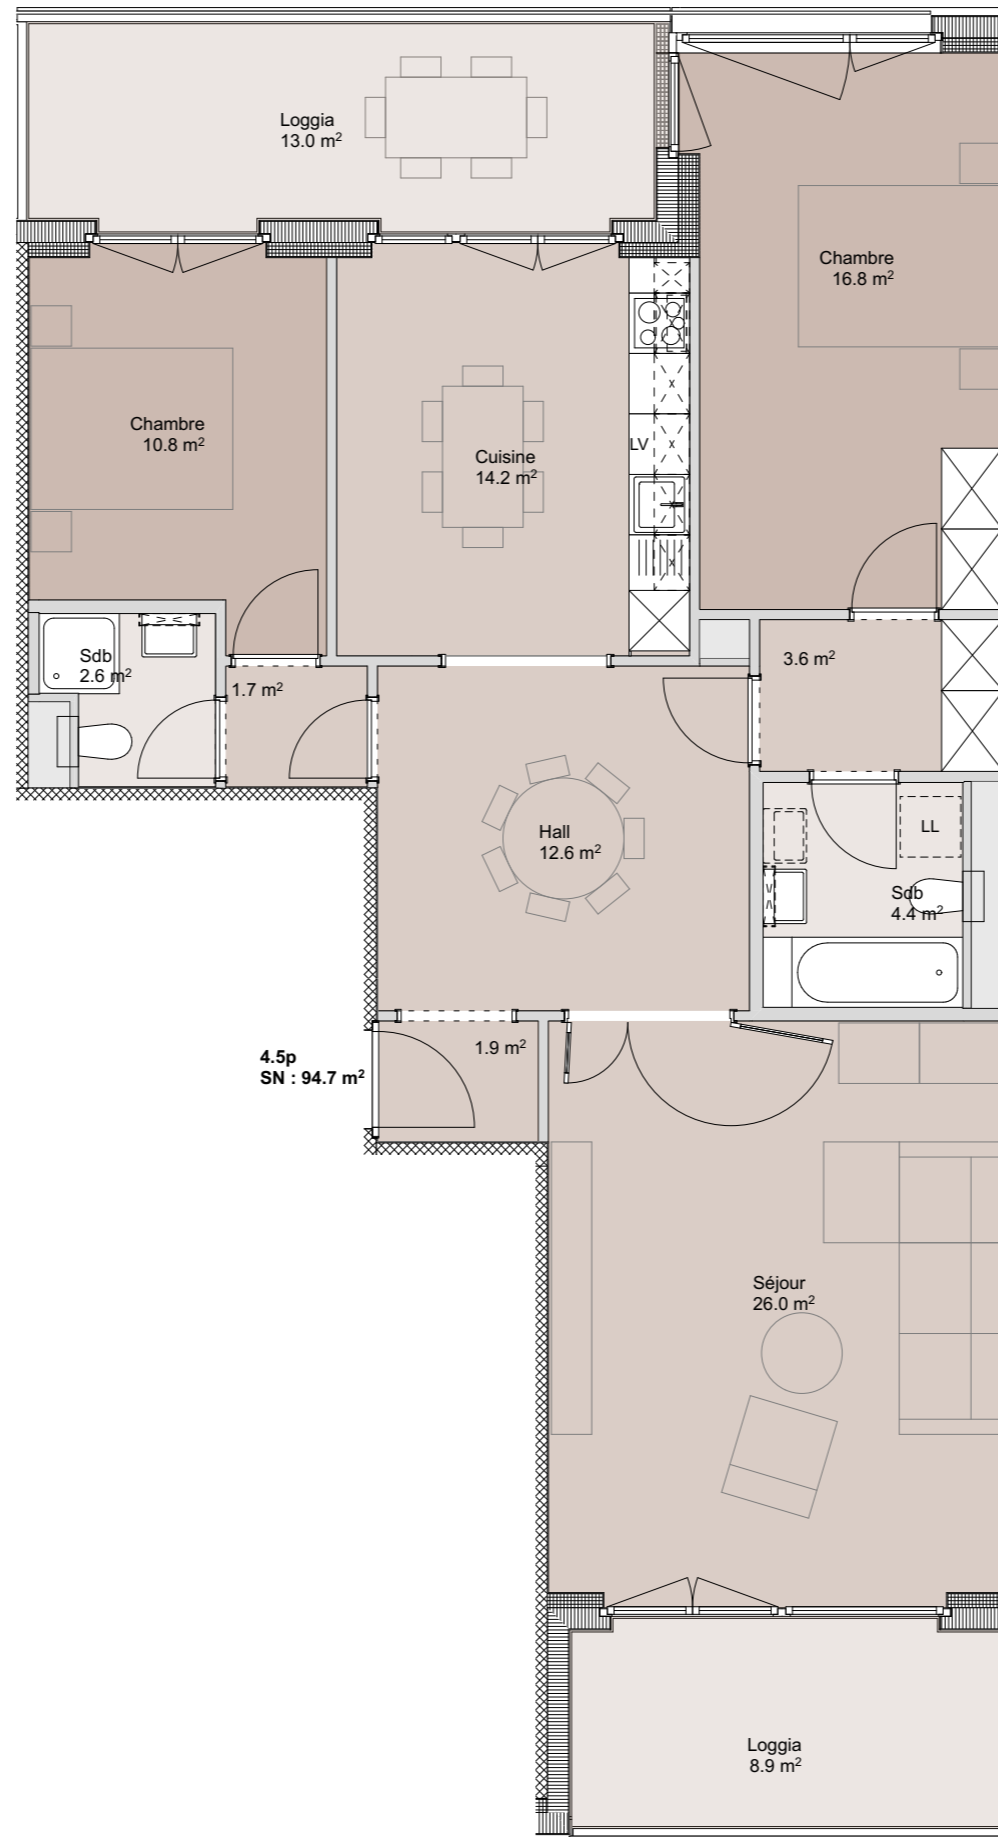 Loggia
13.0 m²
Chambre
16.8 m²
Chambre
10.8 m²
LV
Cuisine
14.2 m²
Sdb
2.6 m²
1.7 m²
3.6 m²
Hall
12.6 m²
LL
Sdb
4.4 m²
1.9 m²
4.5p
SN : 94.7 m²
Séjour
26.0 m²
Loggia
8.9 m²